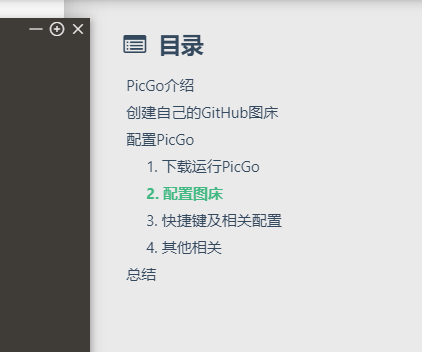 目录
PicGo介绍
创建自己的GitHub图床
配置PicGo
1. 下载运行PicGo
2. 配置图床
3. 快捷键及相关配置
4. 其他相关
总结